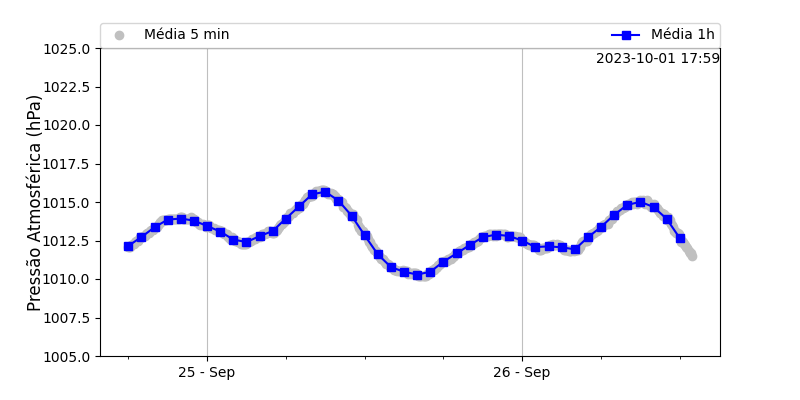 Média 5 min
Média 1h
2023-10-01 17:59
Pressão Atmosférica (hPa)
1025.0
1022.5
1020.0
1017.5
1015.0
1012.5
1010.0
1007.5
1005.0
25 - Sep
26 - Sep